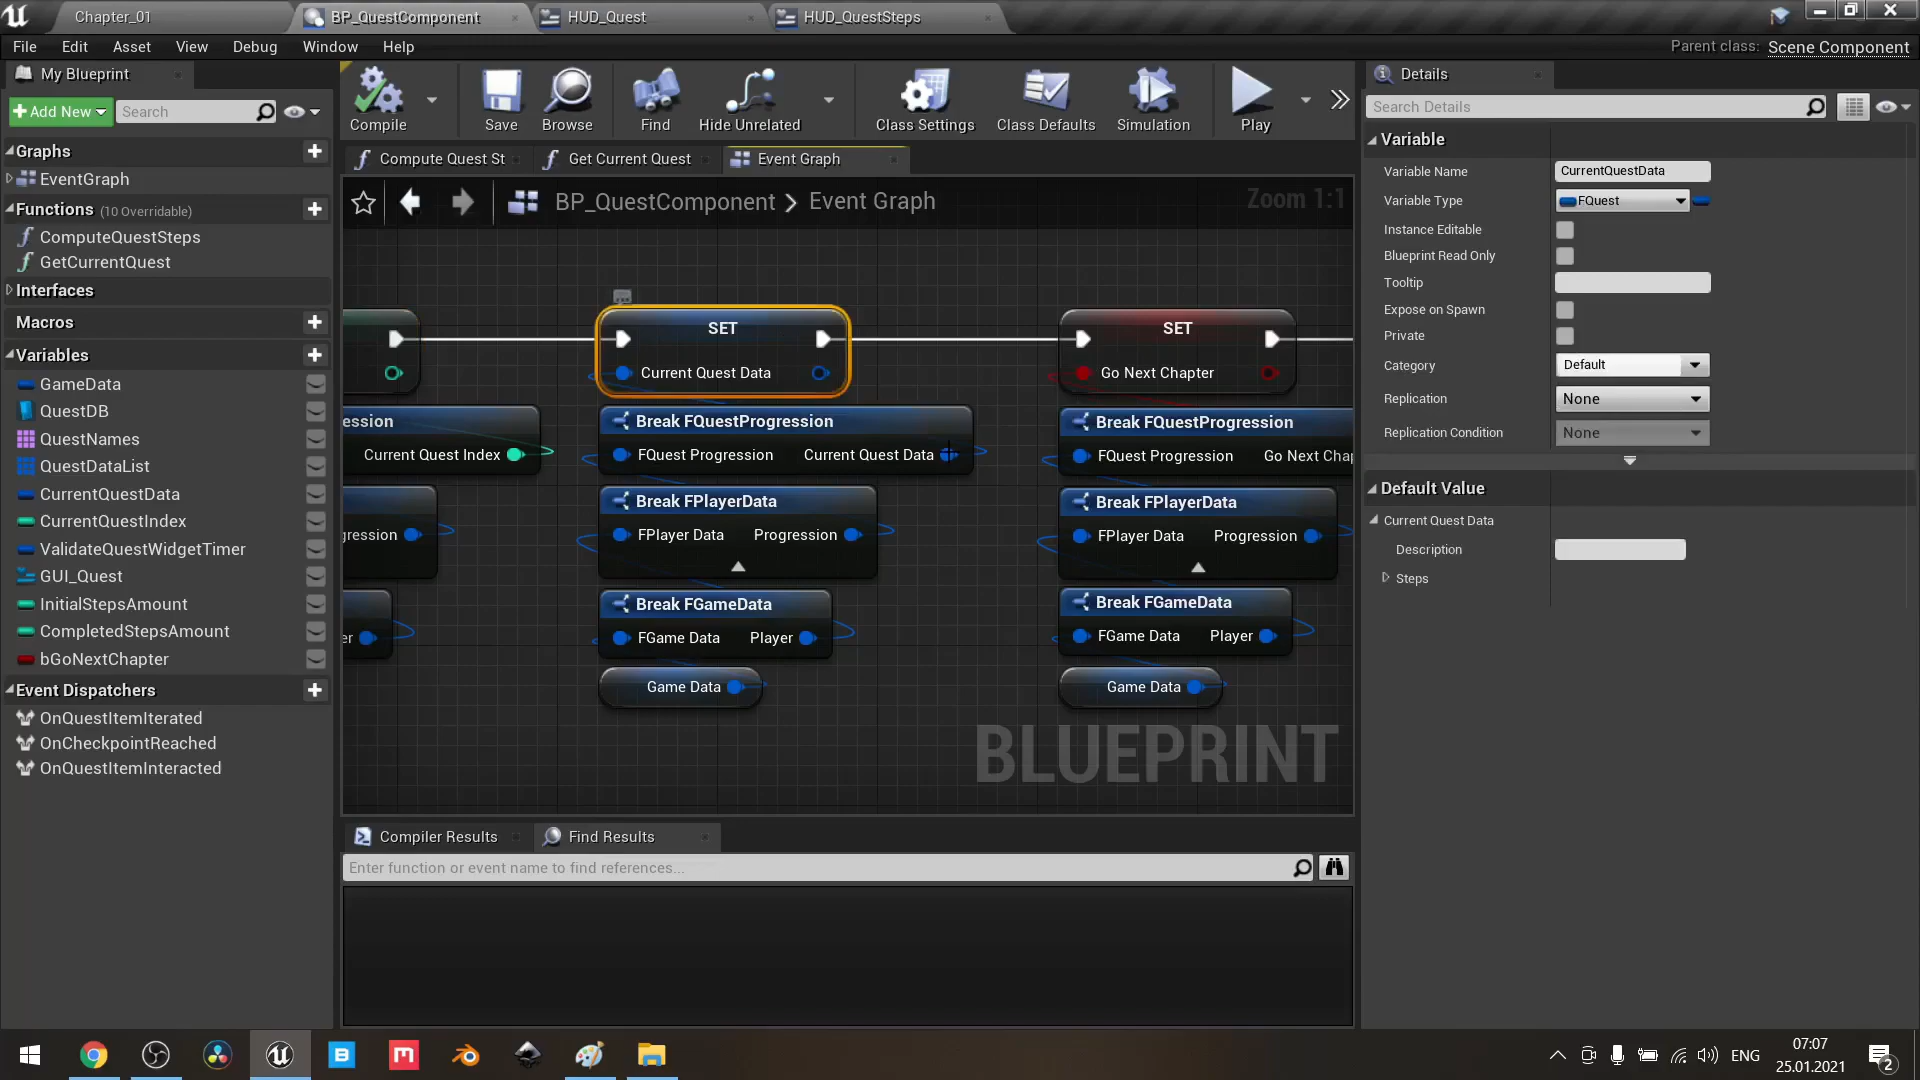 Chapter_01
BP_QuestComponent
HUD_Quest
HUD_QuestSteps
File Edit Asset View Debug Window Help
Parent class: Scene Component
My Blueprint
Add New
Search
Graphs
EventGraph
Functions (10 Overridable)
ComputeQuestSteps
GetCurrentQuest
Interfaces
Macros
Variables
GameData
QuestDB
QuestNames
QuestDataList
CurrentQuestData
CurrentQuestIndex
ValidateQuestWidgetTimer
GUI_Quest
InitialStepsAmount
CompletedStepsAmount
bGoNextChapter
Event Dispatchers
OnQuestItemIterated
OnCheckpointReached
OnQuestItemInteracted
Compile
Save
Browse
Find
Hide Unrelated
Class Settings
Class Defaults
Simulation
Play
Compute Quest St
Get Current Quest
Event Graph
BP_QuestComponent
Event Graph
Zoom 1:1
SET
Current Quest Data
SET
Go Next Chapter
ession
Current Quest Index
Break FQuestProgression
FQuest Progression Current Quest Data
Break FQuestProgression
FQuest Progression Go Next Chap
gression
Break FPlayerData
FPlayer Data Progression
Break FPlayerData
FPlayer Data Progression
er
Break FGameData
FGame Data Player
Break FGameData
FGame Data Player
Game Data
Game Data
BLUEPRINT
Compiler Results
Find Results
Enter function or event name to find references...
Details
Search Details
Variable
Variable Name CurrentQuestData
Variable Type FQuest
Instance Editable
Blueprint Read Only
Tooltip
Expose on Spawn
Private
Category Default
Replication None
Replication Condition None
Default Value
Current Quest Data
Description
Steps
B
ENG
07:07
25.01.2021
2